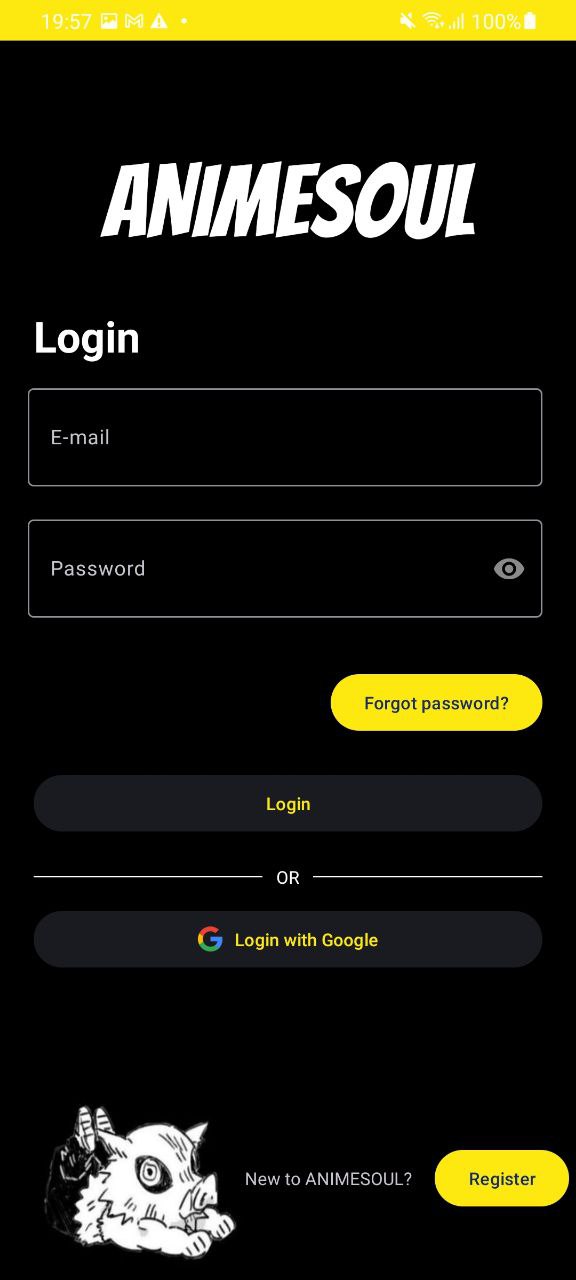 19:57 100%
ANIMESOUL
Login
E-mail
Password
Forgot password?
Login
OR
Login with Google
New to ANIMESOUL? Register